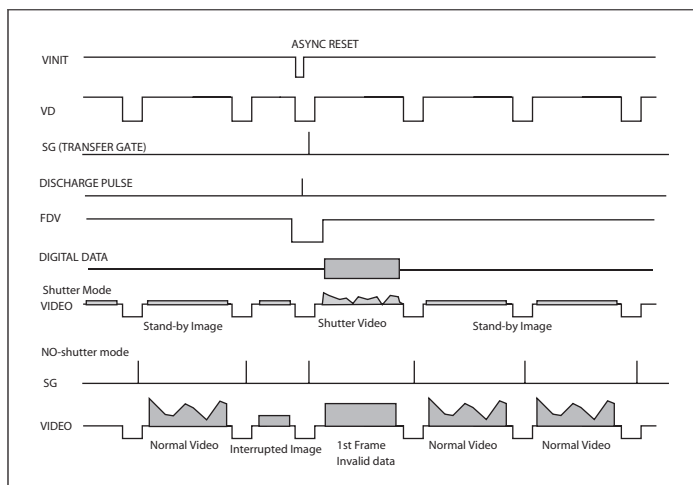 ASYNC RESET
VINIT
VD
SG (TRANSFER GATE)
DISCHARGE PULSE
FDV
DIGITAL DATA
Shutter Mode
VIDEO
Stand-by Image
Shutter Video
Stand-by Image
NO-shutter mode
SG
VIDEO
Normal Video
Interrupted Image
1st Frame
Invalid data
Normal Video
Normal Video